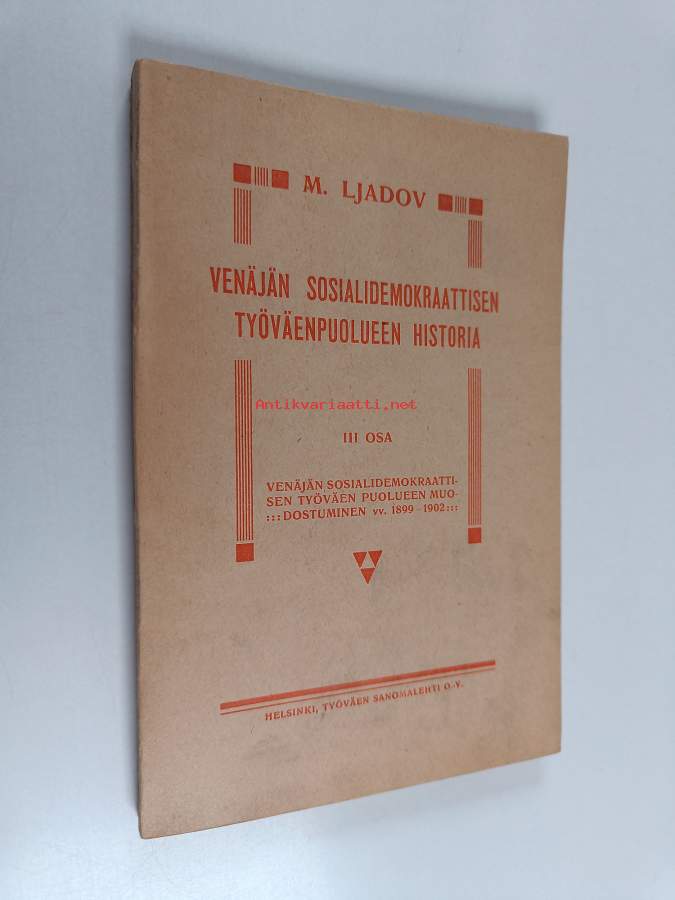 M. LJADOV
VENÄJÄN SOSIALIDEMOKRAATTISEN
TYÖVÄENPUOLUEEN HISTORIA
Antikvariaatti.net
III OSA
VENÄJÄN SOSIALIDEMOKRAATTI-
SEN TYÖVÄEN PUOLUEEN MUO-
:::DOSTUMINEN vv. 1899–1902:::
HELSINKI, TYÖVÄEN SANOMALEHTI O.-Y.